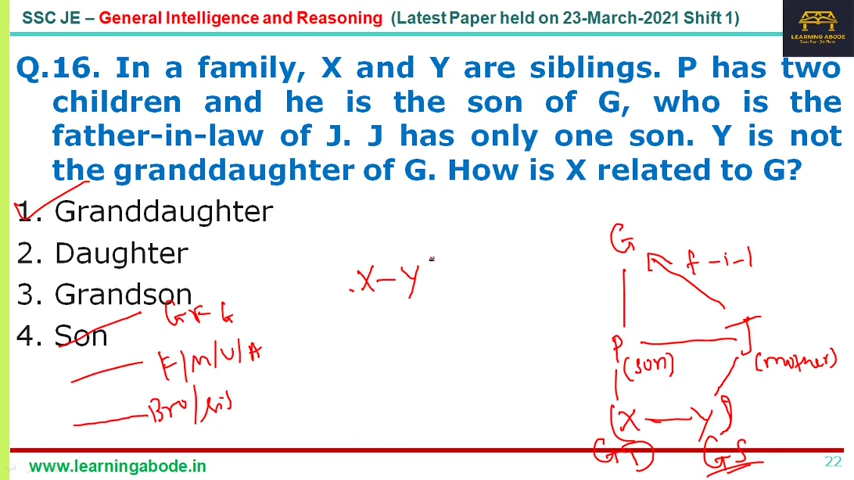 SSC JE – General Intelligence and Reasoning (Latest Paper held on 23-March-2021 Shift 1)
LEARNING ABODE
Q.16. In a family, X and Y are siblings. P has two
children and he is the son of G, who is the
father-in-law of J. J has only one son. Y is not
the granddaughter of G. How is X related to G?
1. Granddaughter
2. Daughter
3. Grandson
4. Son
X – Y
G F G
F/M/U/A
Bro/sis
G
f-i-l
P
J
(son)
(mother)
(X — Y)
GD
GS
www.learningabode.in
22